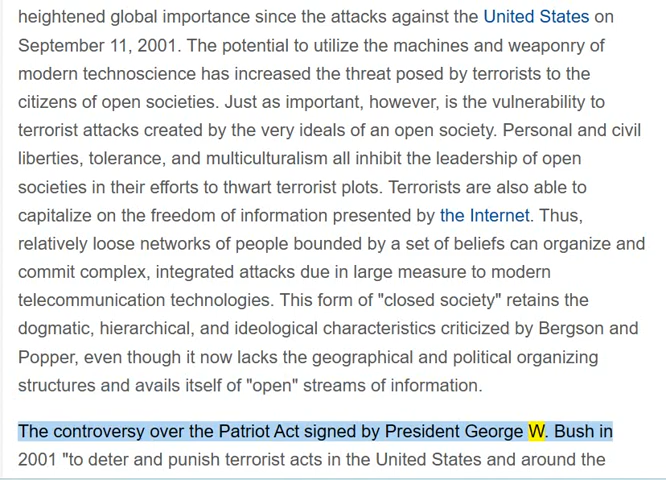 heightened global importance since the attacks against the United States on
September 11, 2001. The potential to utilize the machines and weaponry of
modern technoscience has increased the threat posed by terrorists to the
citizens of open societies. Just as important, however, is the vulnerability to
terrorist attacks created by the very ideals of an open society. Personal and civil
liberties, tolerance, and multiculturalism all inhibit the leadership of open
societies in their efforts to thwart terrorist plots. Terrorists are also able to
capitalize on the freedom of information presented by the Internet. Thus,
relatively loose networks of people bounded by a set of beliefs can organize and
commit complex, integrated attacks due in large measure to modern
telecommunication technologies. This form of "closed society" retains the
dogmatic, hierarchical, and ideological characteristics criticized by Bergson and
Popper, even though it now lacks the geographical and political organizing
structures and avails itself of "open" streams of information.
The controversy over the Patriot Act signed by President George W. Bush in
2001 "to deter and punish terrorist acts in the United States and around the